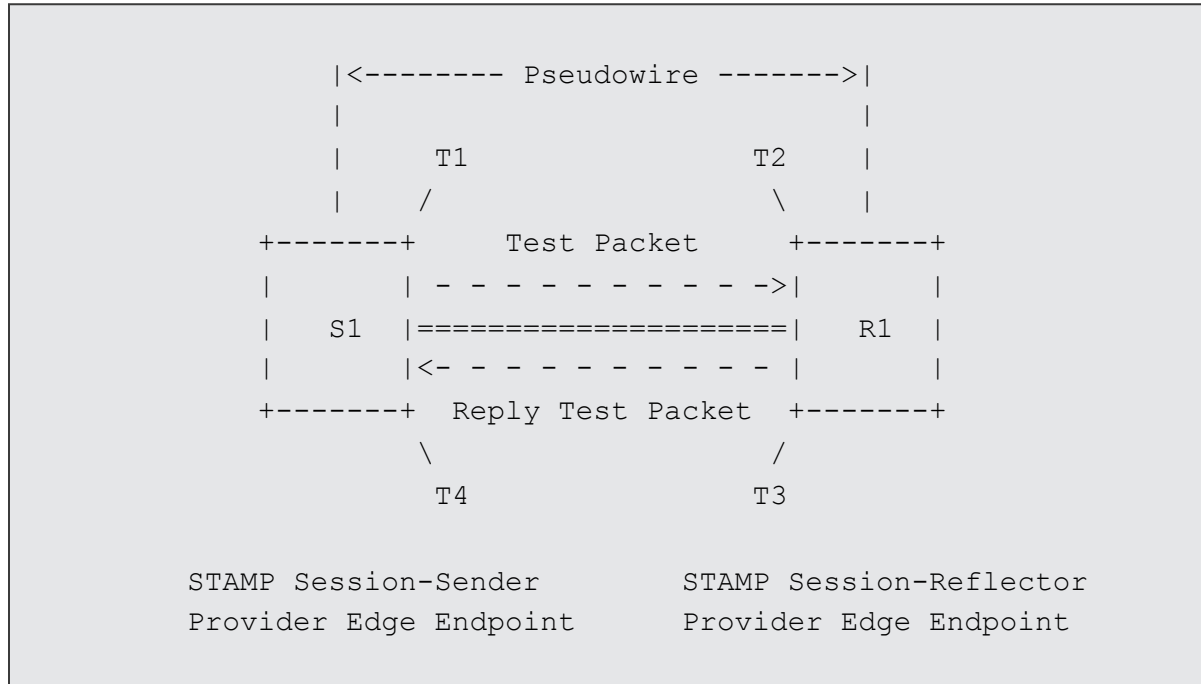 |<-------- Pseudowire ------->|
|                             |
|     T1                T2    |
|    /                    \   |
+-------+     Test Packet     +-------+
|       | - - - - - - - - - - ->|       |
|   S1  |=====================|   R1  |
|       |<- - - - - - - - - - |       |
+-------+  Reply Test Packet  +-------+
\                    /
T4                T3
STAMP Session-Sender        STAMP Session-Reflector
Provider Edge Endpoint      Provider Edge Endpoint